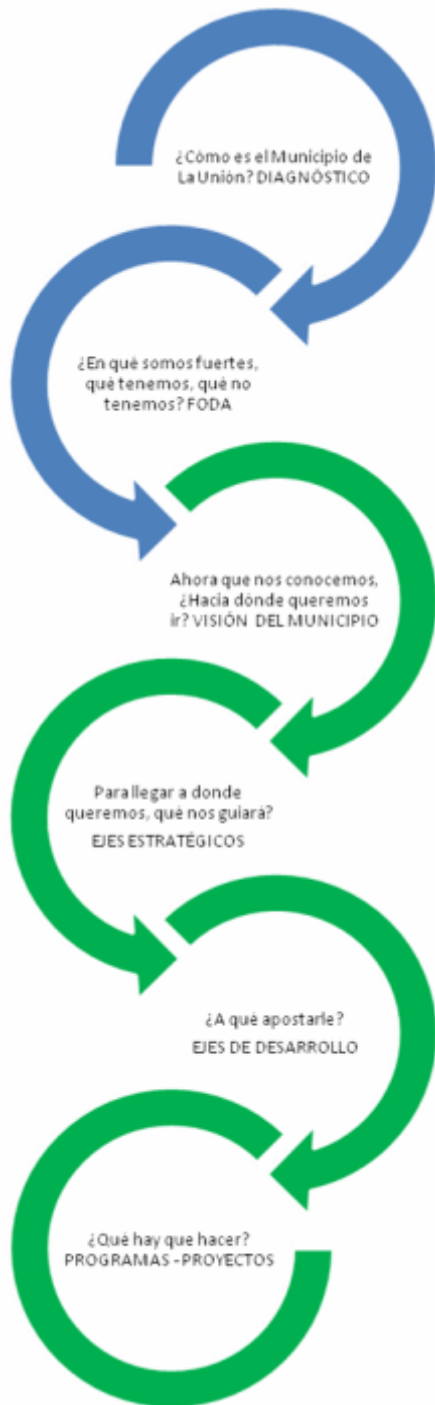 ¿Cómo es el Municipio de
La Unión? DIAGNÓSTICO
¿En qué somos fuertes,
qué tenemos, qué no
tenemos? FODA
Ahora que nos conocemos,
¿Hacia dónde queremos
ir? VISIÓN DEL MUNICIPIO
Para llegar a donde
queremos, qué nos guiará?
EJES ESTRATÉGICOS
¿A qué apostarle?
EJES DE DESARROLLO
¿Qué hay que hacer?
PROGRAMAS - PROYECTOS